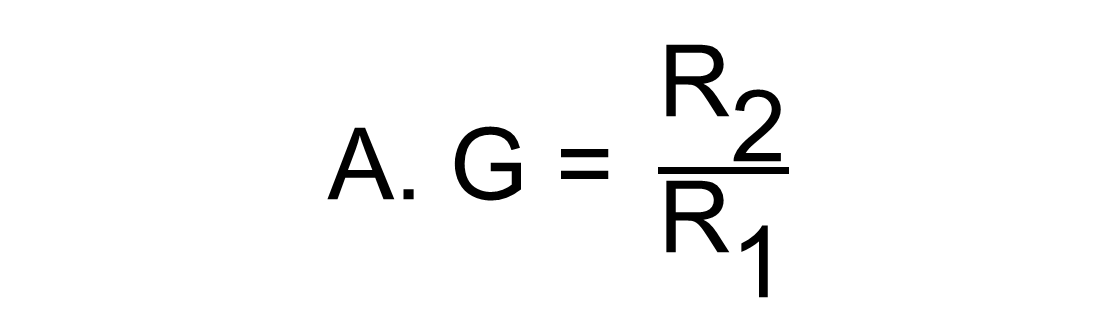 A. G = R₂/R₁